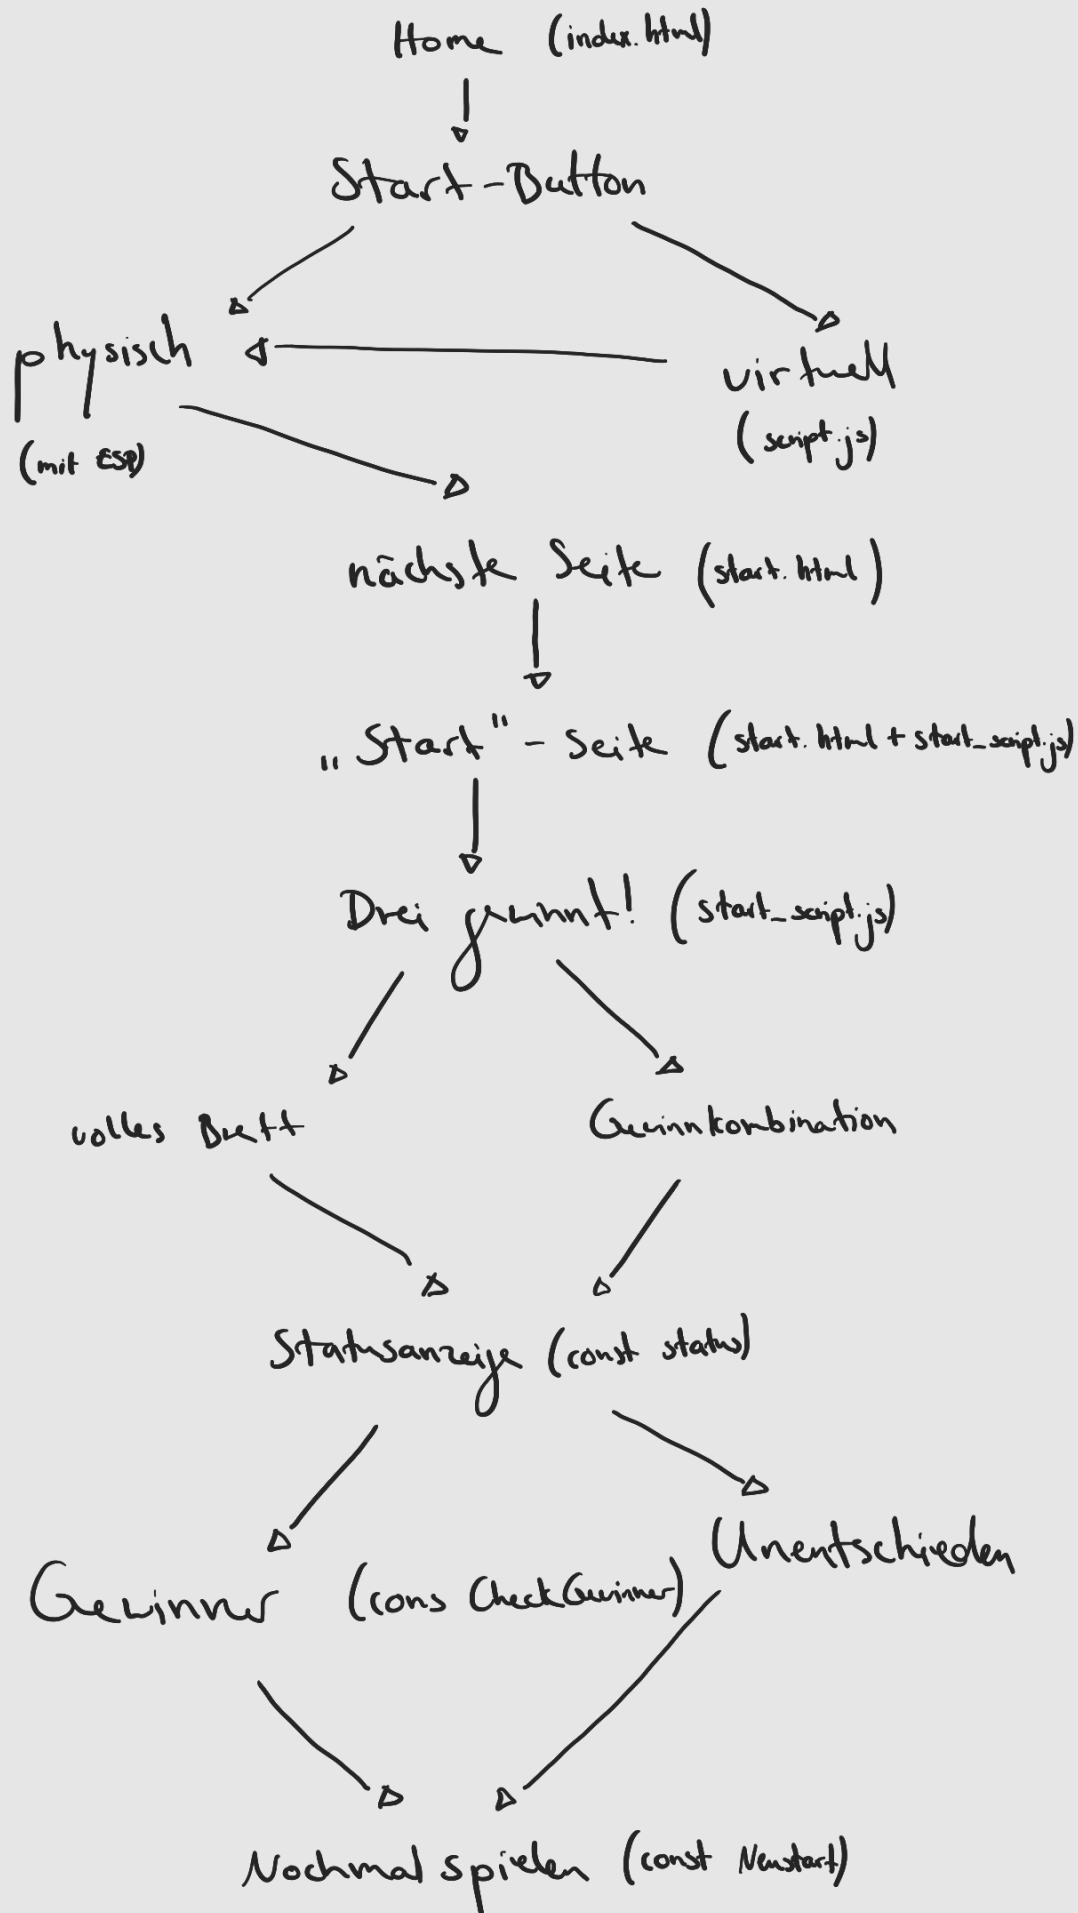 Home (index.html)
Start-Button
physisch
virtuell
(script.js)
(mit ESP)
nächste Seite (start.html)
„Start" - Seite (start.html + start_script.js)
Drei gewinnt! (start_script.js)
volles Brett
Gewinnkombination
Statusanzeige (const status)
Unentschieden
Gewinner (cons CheckGewinner)
Nochmal spielen (const Neustart)